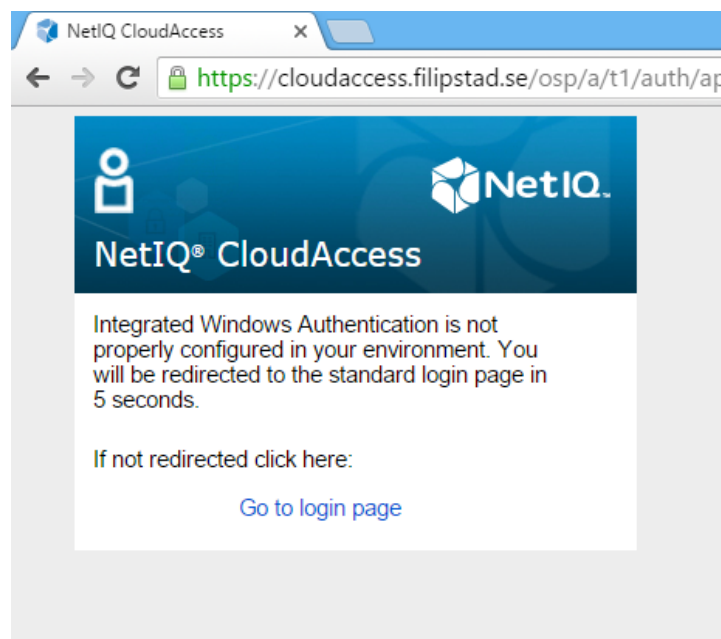 NetIQ CloudAccess
https://cloudaccess.filipstad.se/osp/a/t1/auth/ap
NetIQ
NetIQ® CloudAccess
Integrated Windows Authentication is not
properly configured in your environment. You
will be redirected to the standard login page in
5 seconds.
If not redirected click here:
Go to login page